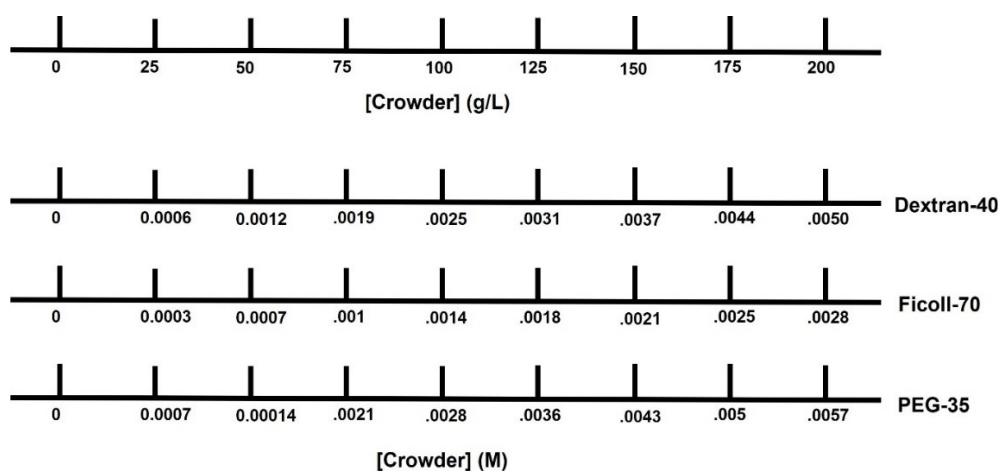 0 25 50 75 100 125 150 175 200
[Crowder] (g/L)
0 0.0006 0.0012 .0019 .0025 .0031 .0037 .0044 .0050 Dextran-40
0 0.0003 0.0007 .001 .0014 .0018 .0021 .0025 .0028 Ficoll-70
0 0.0007 0.00014 .0021 .0028 .0036 .0043 .005 .0057 PEG-35
[Crowder] (M)